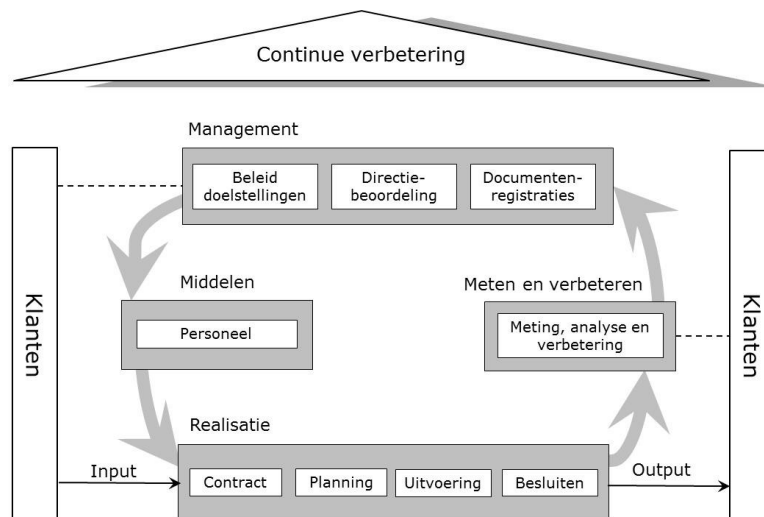 Continue verbetering
Management
Beleid
doelstellingen
Directie-
beoordeling
Documenten-
registraties
Klanten
Middelen
Personeel
Meten en verbeteren
Meting, analyse en
verbetering
Klanten
Realisatie
Input
Contract
Planning
Uitvoering
Besluiten
Output